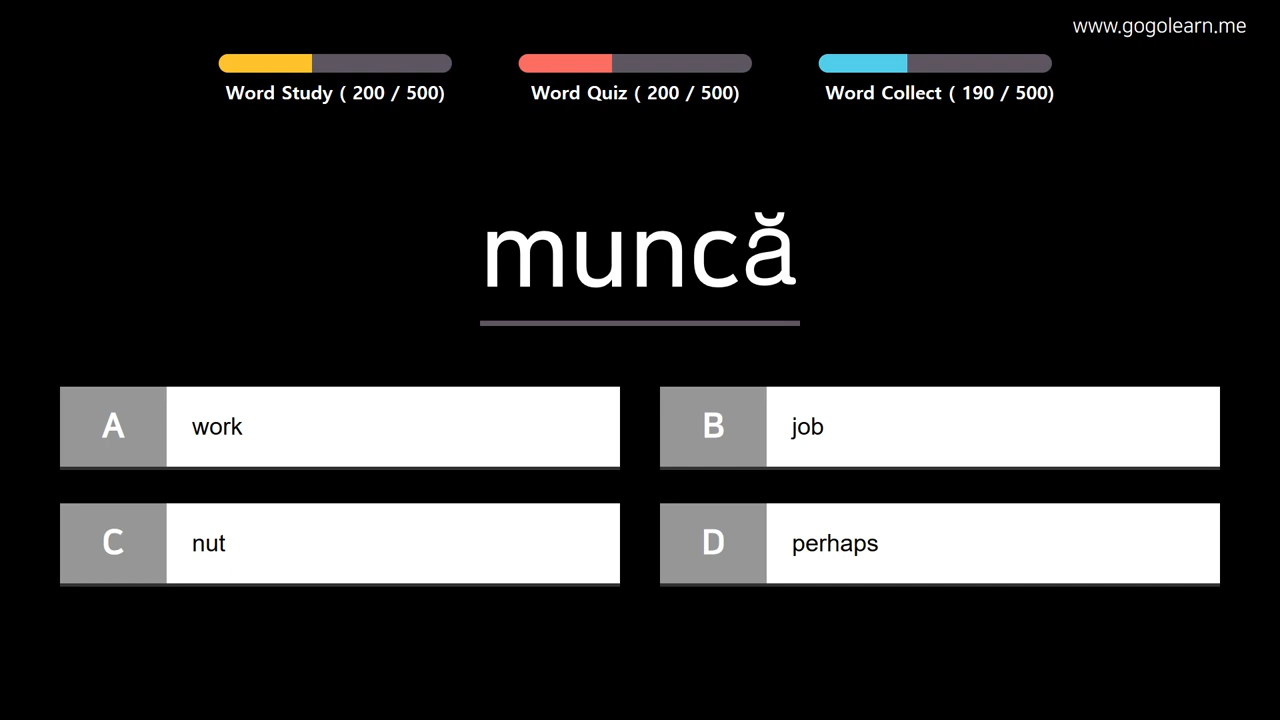 www.gogolearn.me
Word Study ( 200 / 500)
Word Quiz ( 200 / 500)
Word Collect ( 190 / 500)
muncă
A work
B job
C nut
D perhaps